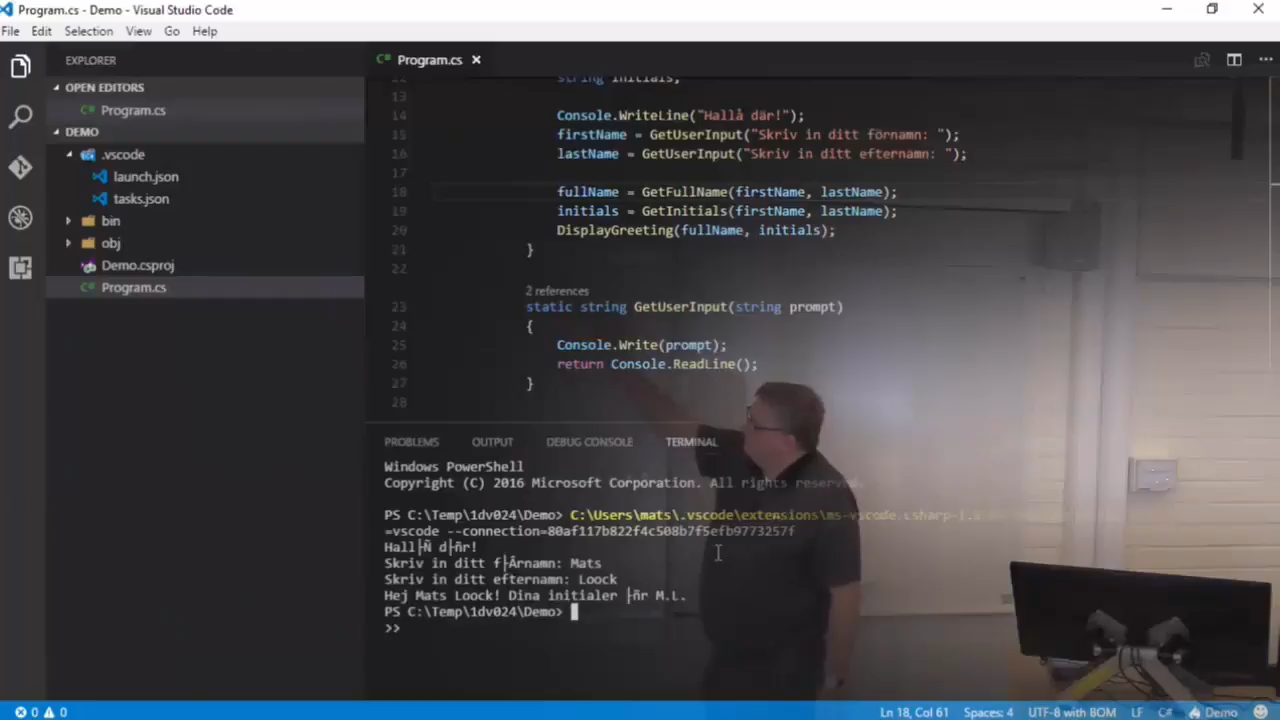 Program.cs - Demo - Visual Studio Code
File Edit Selection View Go Help
EXPLORER
OPEN EDITORS
Program.cs
DEMO
.vscode
launch.json
tasks.json
bin
obj
Demo.csproj
Program.cs
C# Program.cs
12 string initials,
13
14 Console.WriteLine("Hallå där!");
15 firstName = GetUserInput("Skriv in ditt förnamn: ");
16 lastName = GetUserInput("Skriv in ditt efternamn: ");
17
18 fullName = GetFullName(firstName, lastName);
19 initials = GetInitials(firstName, lastName);
20 DisplayGreeting(fullName, initials);
21 }
22
2 references
23 static string GetUserInput(string prompt)
24 {
25 Console.Write(prompt);
26 return Console.ReadLine();
27 }
28
PROBLEMS OUTPUT DEBUG CONSOLE TERMINAL
Windows PowerShell
Copyright (C) 2016 Microsoft Corporation. All rights reserved.
PS C:\Temp\1dv024\Demo> C:\Users\mats\.vscode\extensions\ms-vscode.csharp-1.
=vscode --connection=80af117b822f4c508b7f5efb9773257f
Hall├Ñ d├ñr!
Skriv in ditt f├Ârnamn: Mats
Skriv in ditt efternamn: Loock
Hej Mats Loock! Dina initialer ├ñr M.L.
PS C:\Temp\1dv024\Demo>
>>
0 0 Ln 18, Col 61 Spaces: 4 UTF-8 with BOM LF C# Demo